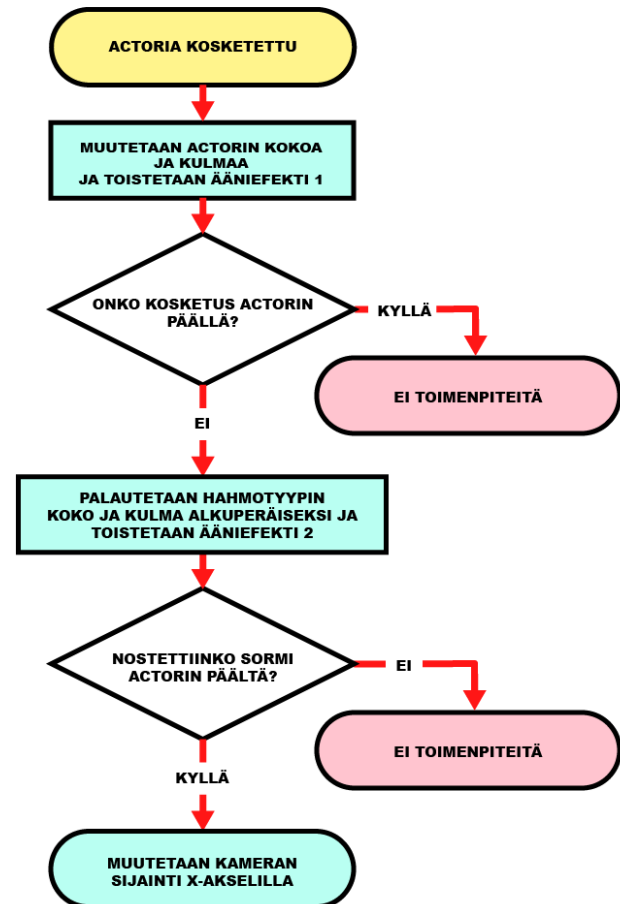 ACTORIA KOSKETETTU
MUUTETAAN ACTORIN KOKOA
JA KULMAA
JA TOISTETAAN ÄÄNIEFEKTI 1
ONKO KOSKETUS ACTORIN
PÄÄLLÄ?
KYLLÄ
EI TOIMENPITEITÄ
EI
PALAUTETAAN HAHMOTYYPIN
KOKO JA KULMA ALKUPERÄISEKSI JA
TOISTETAAN ÄÄNIEFEKTI 2
NOSTETTIINKO SORMI
ACTORIN PÄÄLTÄ?
EI
EI TOIMENPITEITÄ
KYLLÄ
MUUTETAAN KAMERAN
SIJAINTI X-AKSELILLA